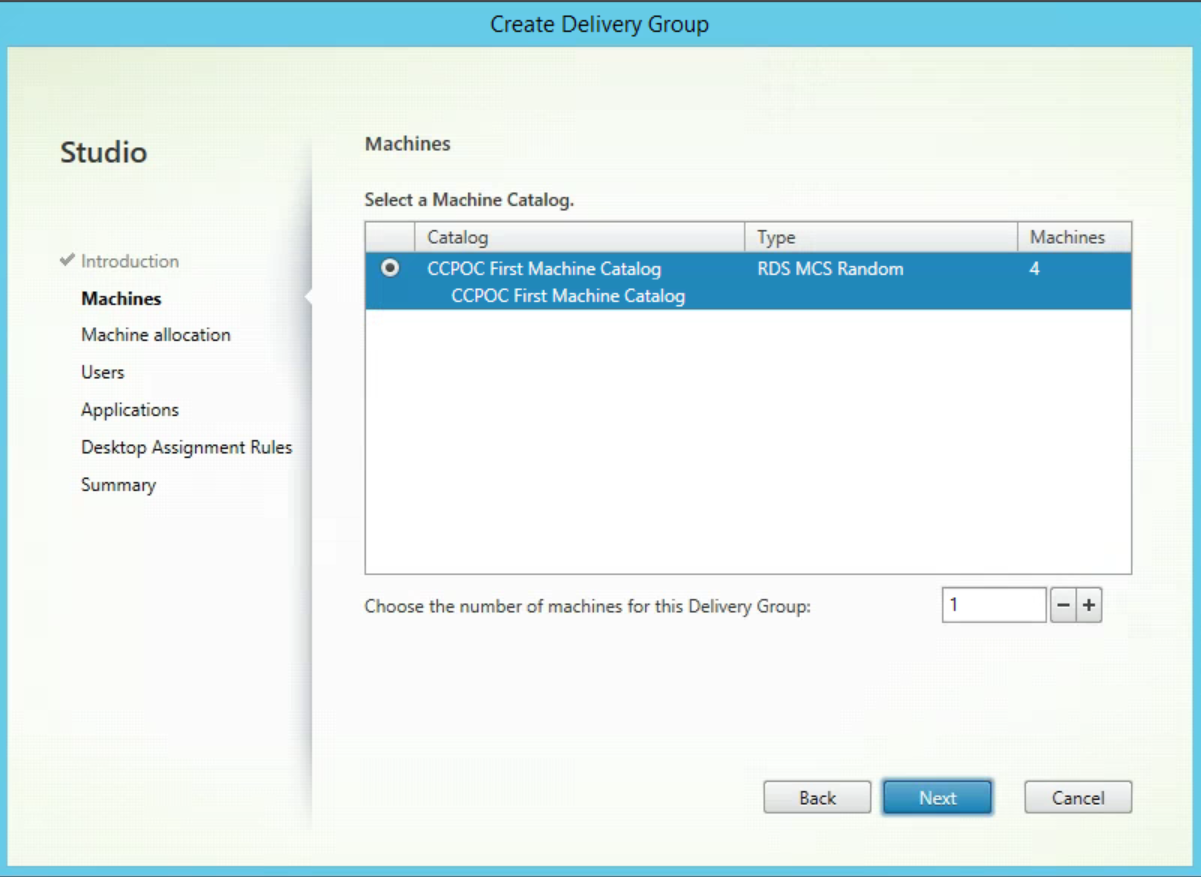 Create Delivery Group
Studio
Introduction
Machines
Machine allocation
Users
Applications
Desktop Assignment Rules
Summary
Machines
Select a Machine Catalog.
Catalog Type Machines
CCPOC First Machine Catalog RDS MCS Random 4
CCPOC First Machine Catalog
Choose the number of machines for this Delivery Group: 1 − +
Back Next Cancel